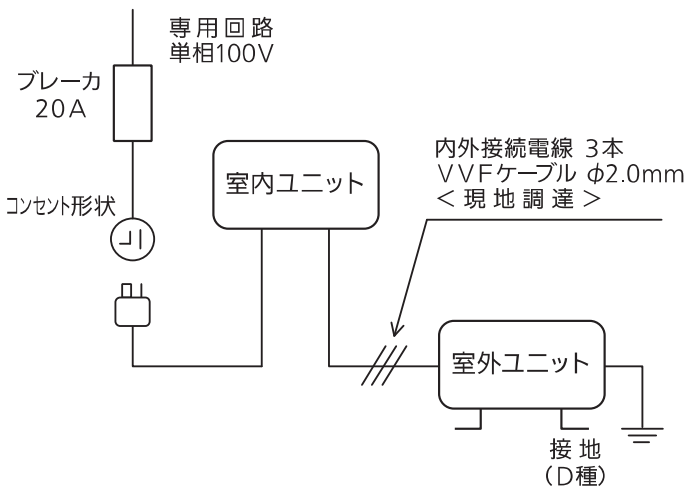 専用回路
単相100V
ブレーカ
20A
コンセント形状
室内ユニット
内外接続電線 3本
VVFケーブル φ2.0mm
<現地調達>
室外ユニット
接地
(D種)